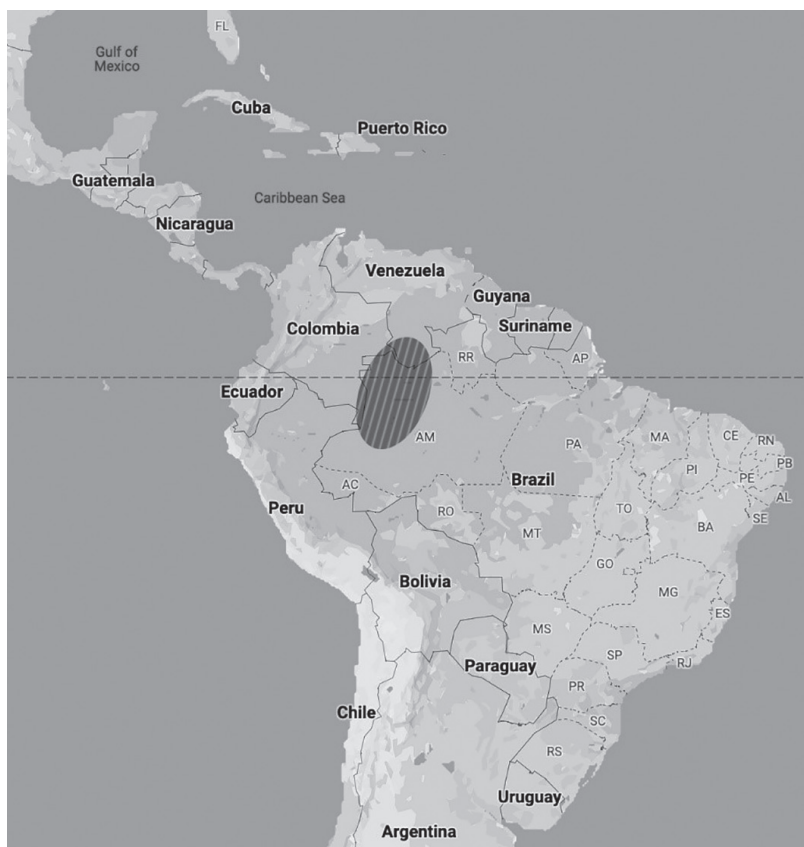 FL
Gulf of
Mexico
Cuba
Puerto Rico
Guatemala
Caribbean Sea
Nicaragua
Venezuela
Guyana
Colombia
Suriname
RR
AP
Ecuador
AM
PA
MA
CE
RN
PI
PB
PE
AC
Brazil
AL
Peru
RO
TO
SE
MT
BA
GO
Bolivia
MG
ES
MS
SP
RJ
Paraguay
PR
Chile
SC
RS
Uruguay
Argentina